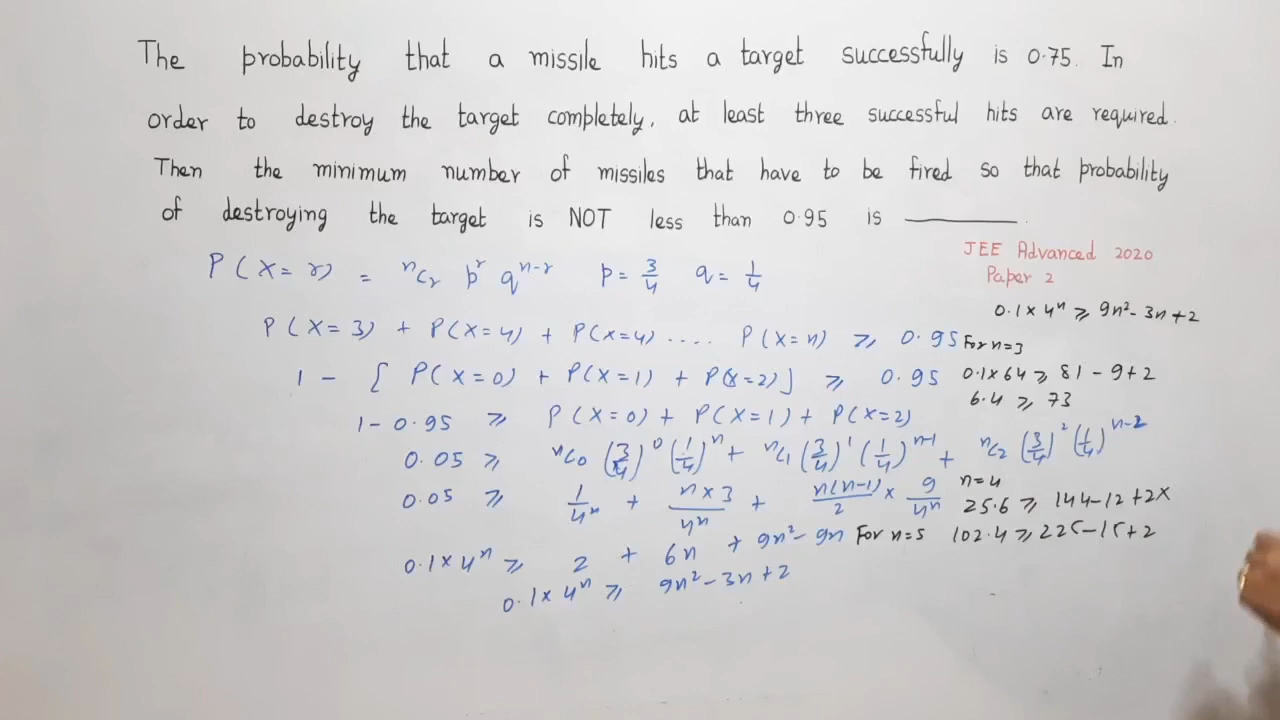 The probability that a missile hits a target successfully is 0.75. In
order to destroy the target completely, at least three successful hits are required.
Then the minimum number of missiles that have to be fired so that probability
of destroying the target is NOT less than 0.95 is ________.
JEE Advanced 2020
Paper 2
P(X=r) = ⁿCᵣ pʳ qⁿ⁻ʳ p=3/4 q=1/4
P(X=3) + P(X=4) + P(X=4).... P(X=n) ⩾ 0.95
1 - [P(X=0) + P(X=1) + P(X=2)] ⩾ 0.95
1-0.95 ⩾ P(X=0) + P(X=1) + P(X=2)
0.05 ⩾ ⁿC₀ (3/4)⁰ (1/4)ⁿ + ⁿC₁ (3/4)¹ (1/4)ⁿ⁻¹ + ⁿC₂ (3/4)² (1/4)ⁿ⁻²
0.05 ⩾ 1/4ⁿ + n×3/4ⁿ + n(n-1)/2 × 9/4ⁿ
0.1×4ⁿ ⩾ 2 + 6n + 9n²-9n
0.1×4ⁿ ⩾ 9n²-3n+2
0.1×4ⁿ ⩾ 9n²-3n+2
For n=3
0.1×64 ⩾ 81-9+2
6.4 ⩾ 73
n=4
25.6 ⩾ 144-12+2×
For n=5 102.4 ⩾ 225-15+2